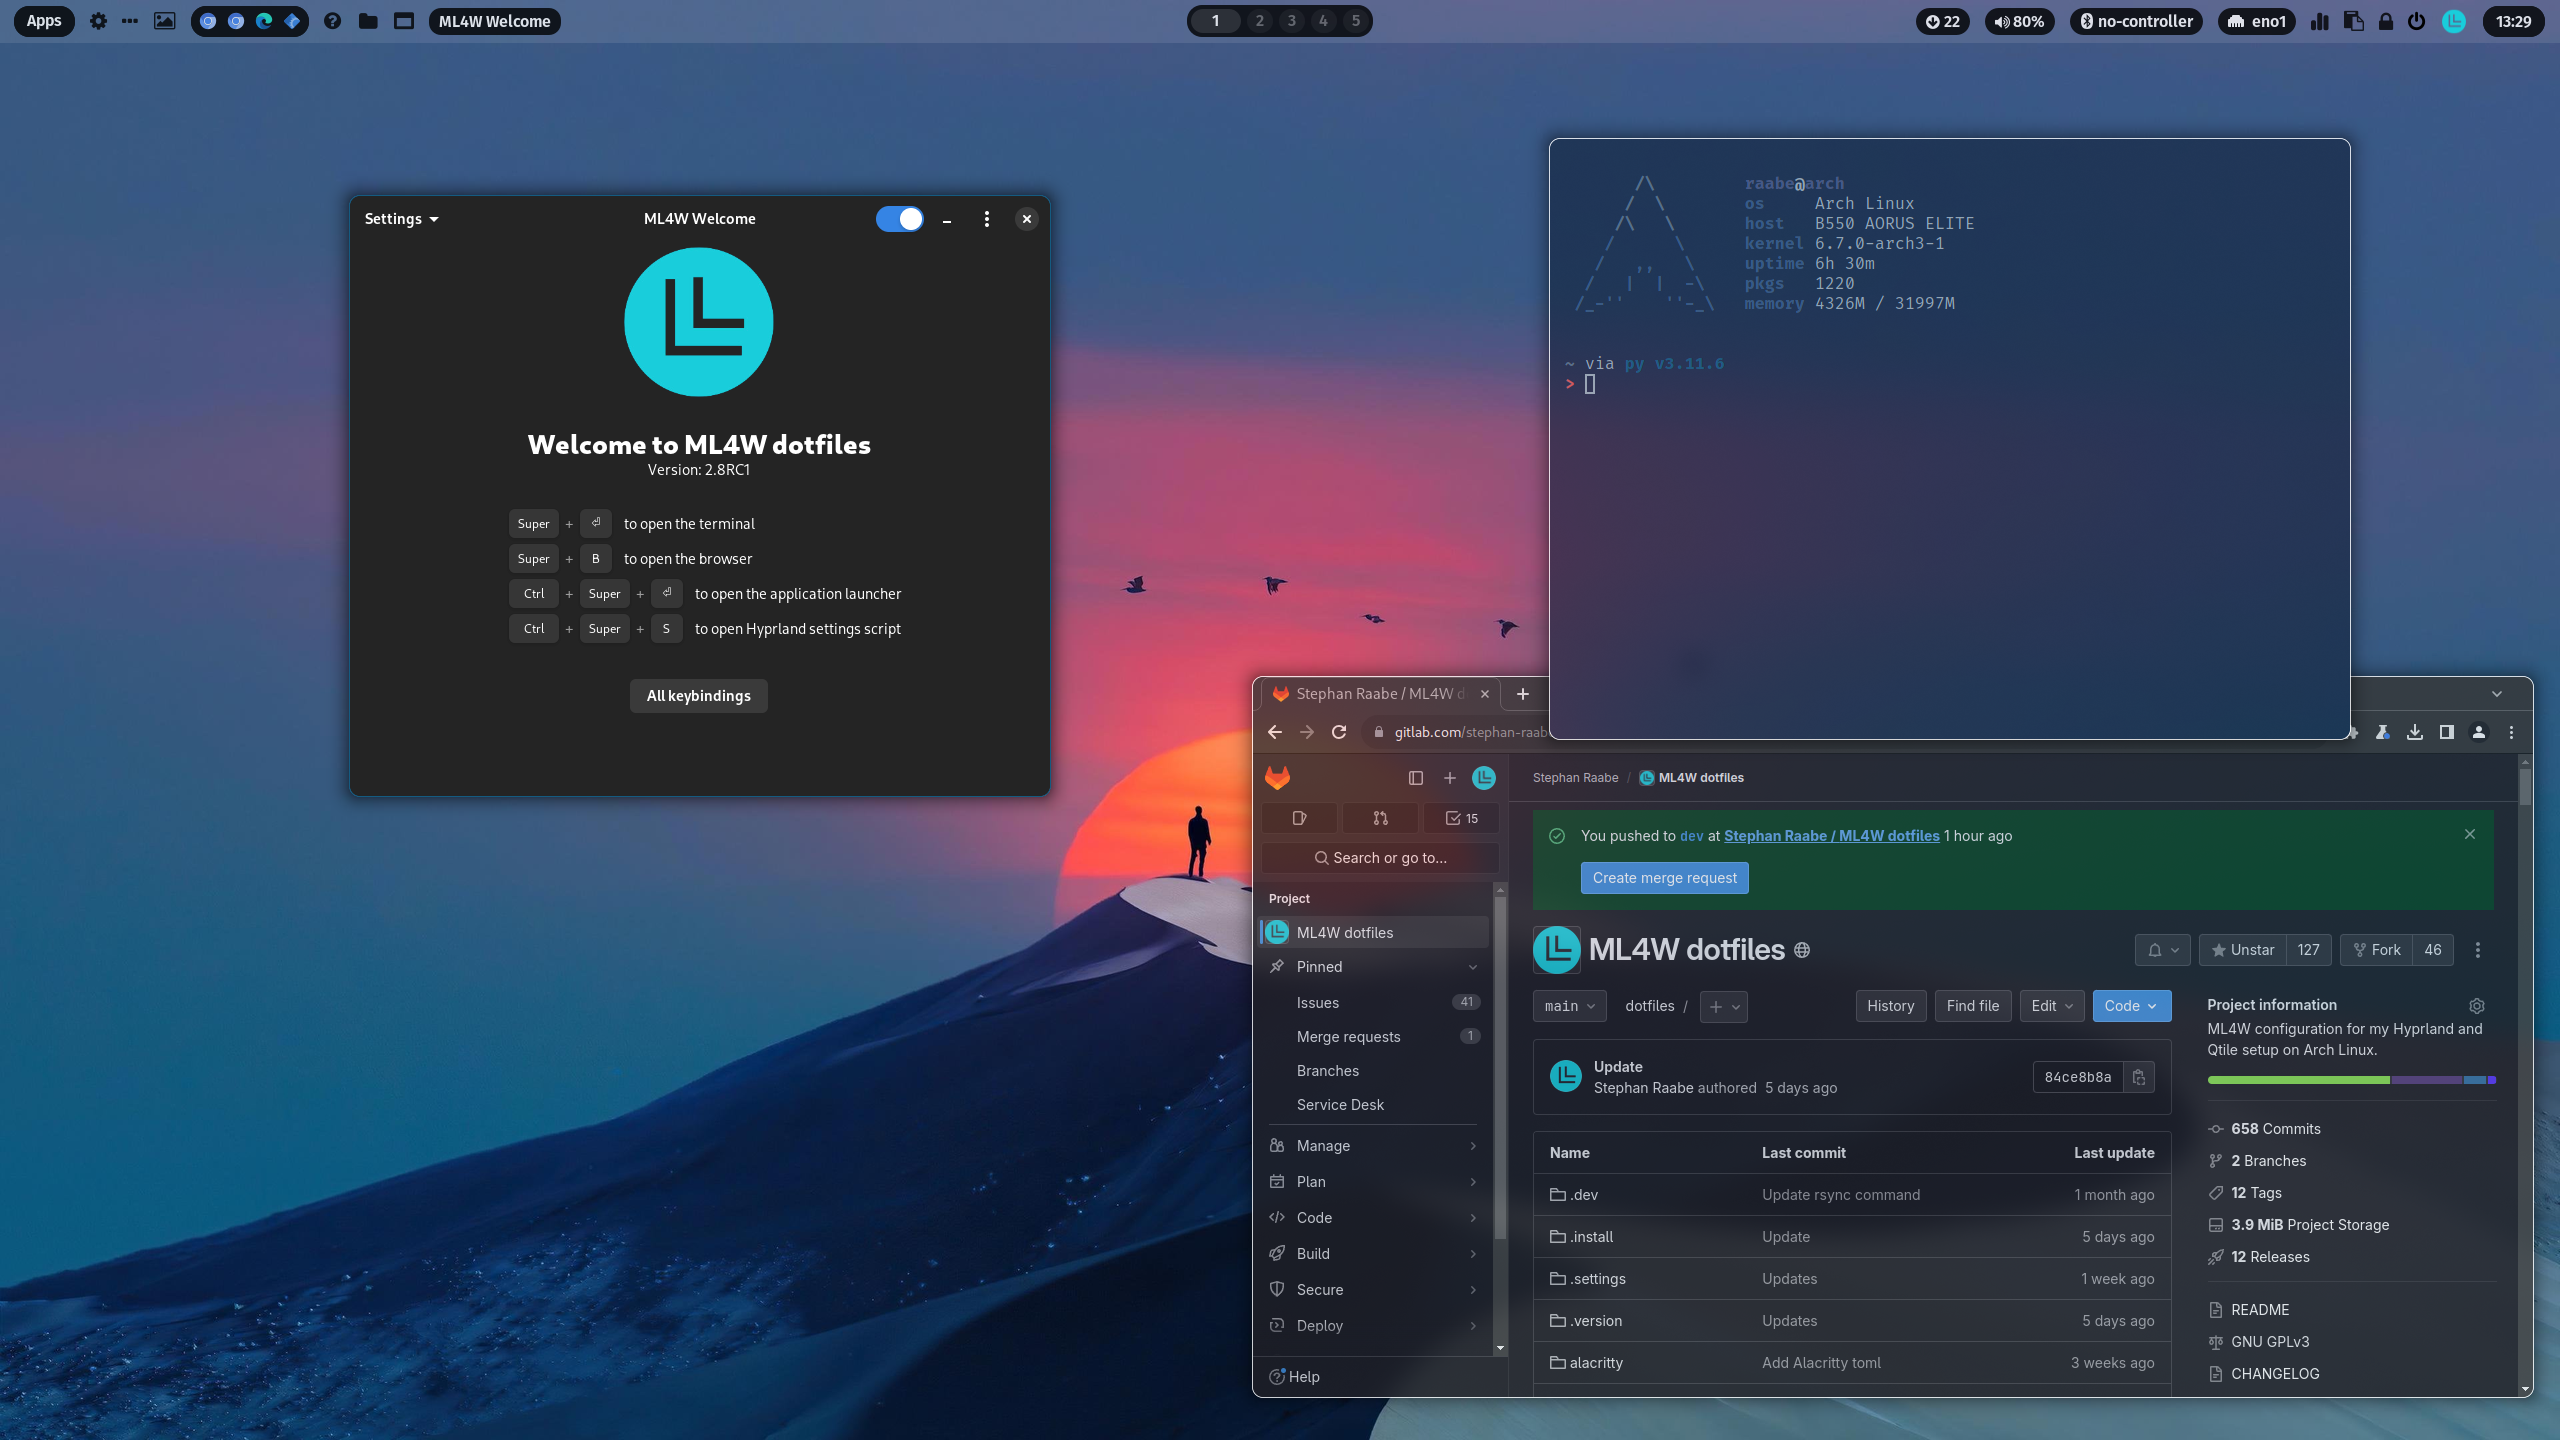 Apps
ML4W Welcome
1 2 3 4 5
22
80%
no-controller
eno1
13:29
Settings
ML4W Welcome
Welcome to ML4W dotfiles
Version: 2.8RC1
Super + ⏎ to open the terminal
Super + B to open the browser
Ctrl + Super + ⏎ to open the application launcher
Ctrl + Super + S to open Hyprland settings script
All keybindings
raabe@arch
os Arch Linux
host B550 AORUS ELITE
kernel 6.7.0-arch3-1
uptime 6h 30m
pkgs 1220
memory 4326M / 31997M
~ via py v3.11.6
>
Stephan Raabe / ML4W d
gitlab.com/stephan-raab
15
Search or go to...
Project
ML4W dotfiles
Pinned
Issues 41
Merge requests 1
Branches
Service Desk
Manage
Plan
Code
Build
Secure
Deploy
Help
Stephan Raabe / ML4W dotfiles
You pushed to dev at Stephan Raabe / ML4W dotfiles 1 hour ago
Create merge request
ML4W dotfiles
Unstar 127
Fork 46
main
dotfiles /
History
Find file
Edit
Code
Update
Stephan Raabe authored 5 days ago
84ce8b8a
Name Last commit Last update
.dev Update rsync command 1 month ago
.install Update 5 days ago
.settings Updates 1 week ago
.version Updates 5 days ago
alacritty Add Alacritty toml 3 weeks ago
Project information
ML4W configuration for my Hyprland and
Qtile setup on Arch Linux.
658 Commits
2 Branches
12 Tags
3.9 MiB Project Storage
12 Releases
README
GNU GPLv3
CHANGELOG